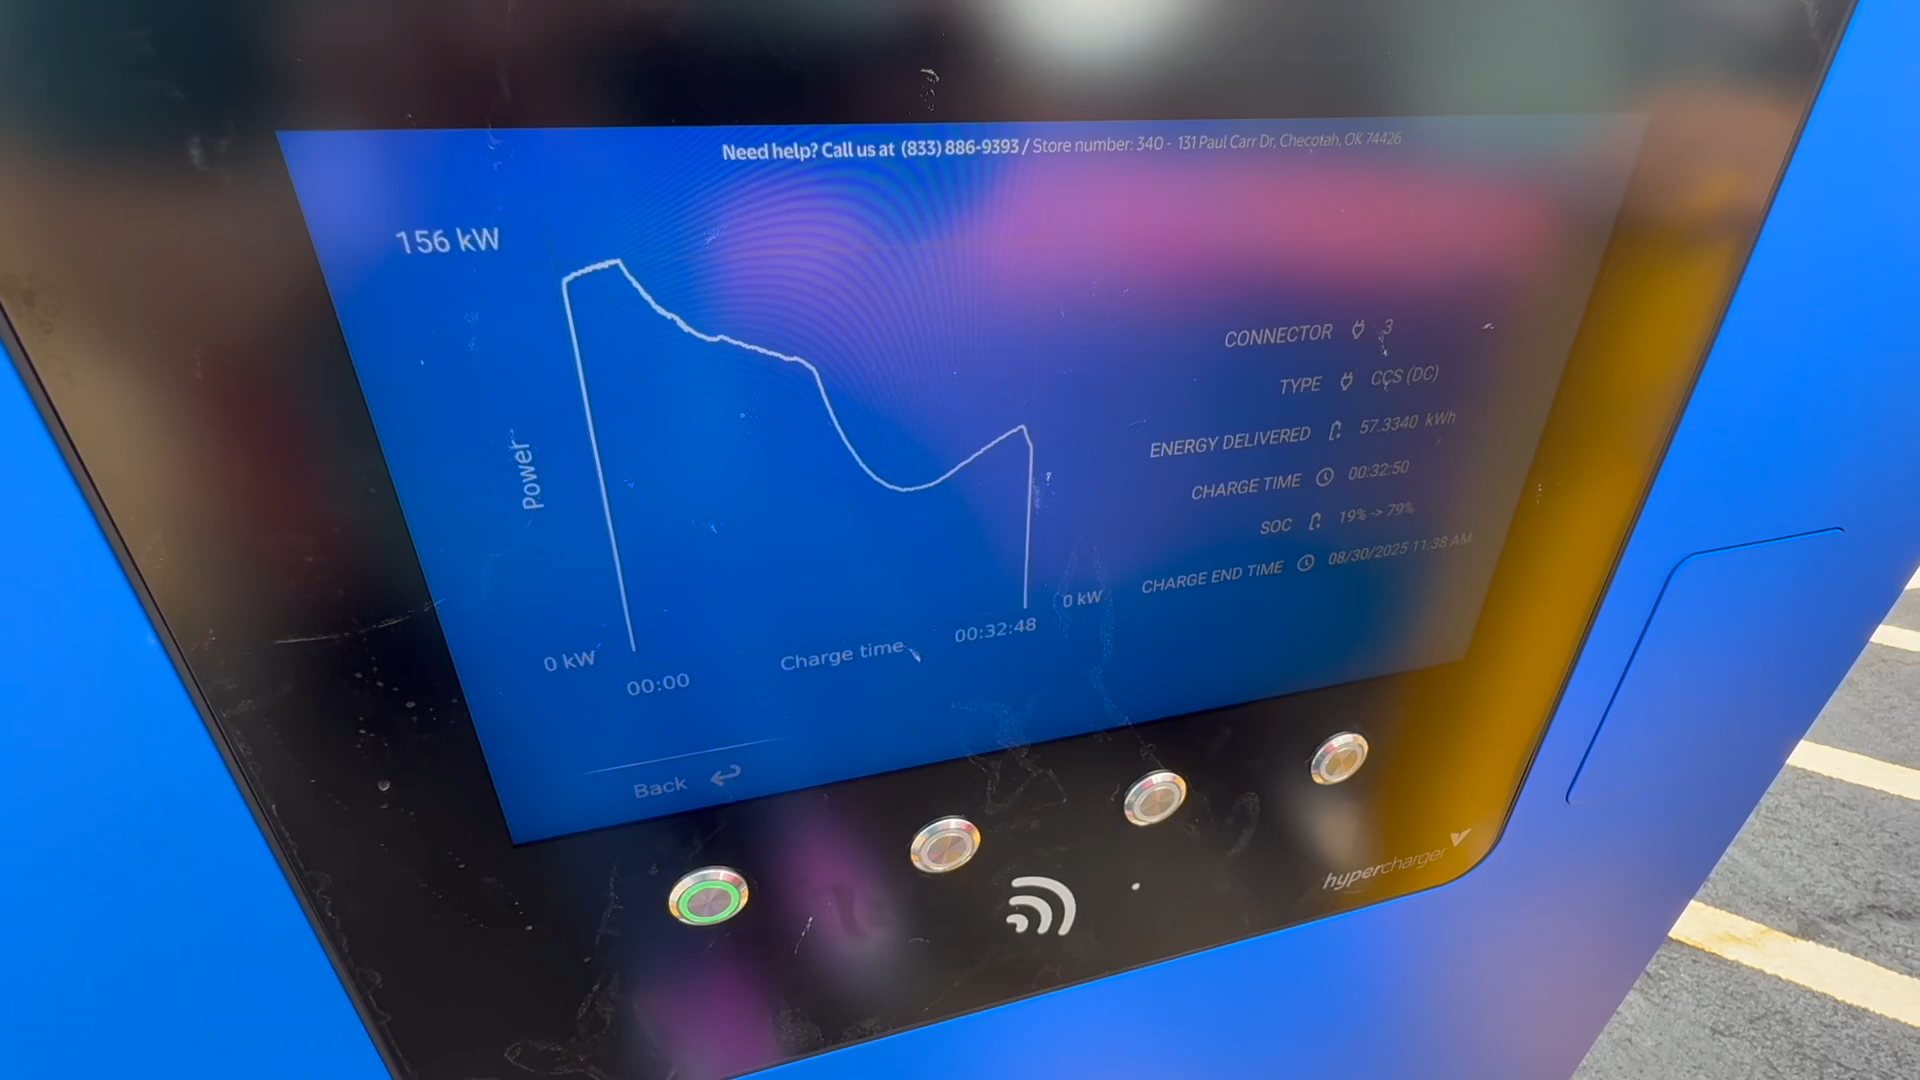 Need help? Call us at (833) 886-9393 / Store number: 340 - 131 Paul Carr Dr, Checotah, OK 74426
156 kW
Power
0 kW
00:00
Charge time
00:32:48
0 kW
CONNECTOR 3
TYPE CCS (DC)
ENERGY DELIVERED 57.3340 kWh
CHARGE TIME 00:32:50
SOC 19% -> 79%
CHARGE END TIME 08/30/2025 11:38 AM
Back
hypercharger